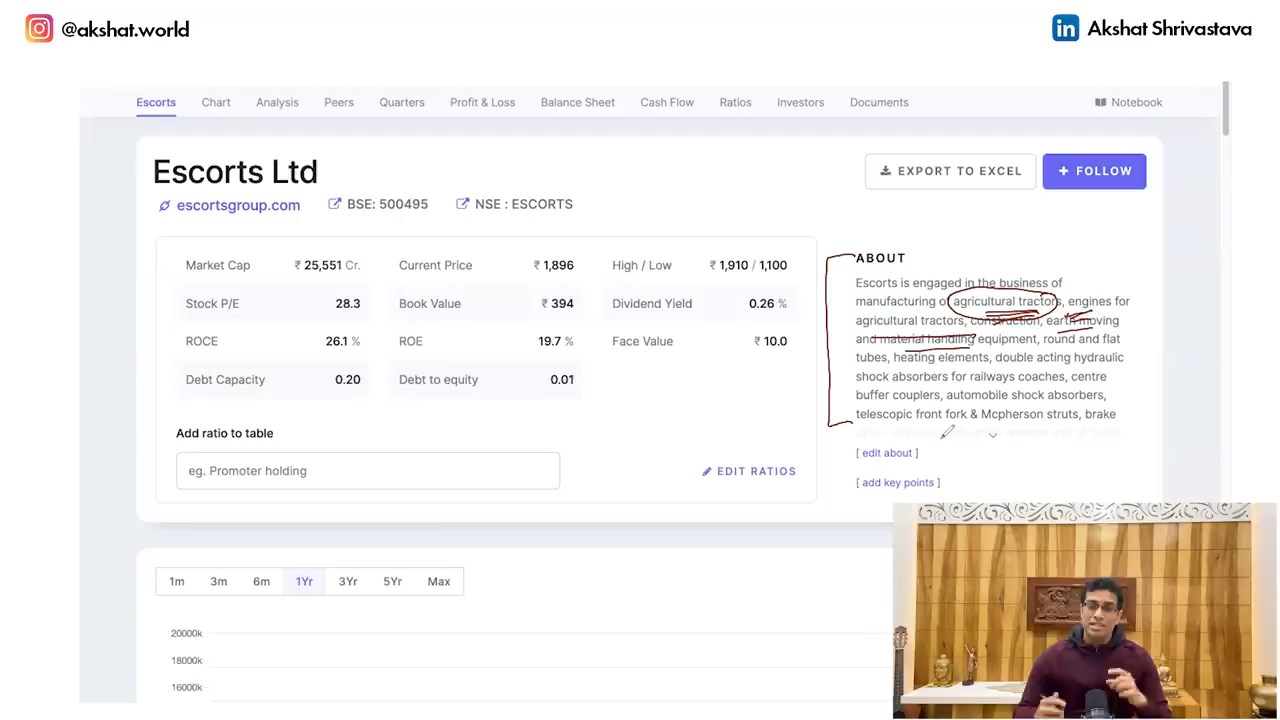 @akshat.world
in Akshat Shrivastava
Escorts Chart Analysis Peers Quarters Profit & Loss Balance Sheet Cash Flow Ratios Investors Documents Notebook
Escorts Ltd
EXPORT TO EXCEL
+ FOLLOW
escortsgroup.com BSE: 500495 NSE : ESCORTS
Market Cap ₹ 25,551 Cr. Current Price ₹ 1,896 High / Low ₹ 1,910 / 1,100
Stock P/E 28.3 Book Value ₹ 394 Dividend Yield 0.26 %
ROCE 26.1 % ROE 19.7 % Face Value ₹ 10.0
Debt Capacity 0.20 Debt to equity 0.01
Add ratio to table
eg. Promoter holding
EDIT RATIOS
ABOUT
Escorts is engaged in the business of
manufacturing of agricultural tractors, engines for
agricultural tractors, construction, earth moving
and material handling equipment, round and flat
tubes, heating elements, double acting hydraulic
shock absorbers for railways coaches, centre
buffer couplers, automobile shock absorbers,
telescopic front fork & Mcpherson struts, brake
[ edit about ]
[ add key points ]
1m 3m 6m 1Yr 3Yr 5Yr Max
20000k
18000k
16000k